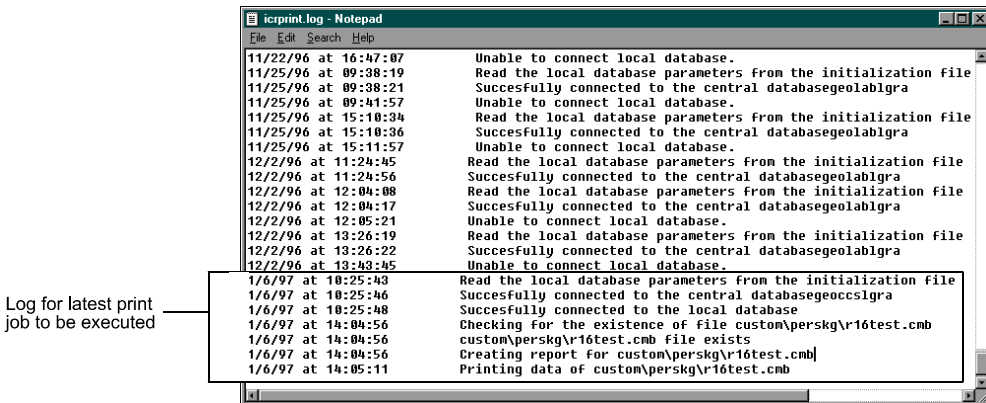 icrprint.log - Notepad
File Edit Search Help
11/22/96 at 16:47:07 Unable to connect local database.
11/25/96 at 09:38:19 Read the local database parameters from the initialization file
11/25/96 at 09:38:21 Succesfully connected to the central databasegeolablgra
11/25/96 at 09:41:57 Unable to connect local database.
11/25/96 at 15:10:34 Read the local database parameters from the initialization file
11/25/96 at 15:10:36 Succesfully connected to the central databasegeolablgra
11/25/96 at 15:11:57 Unable to connect local database.
12/2/96 at 11:24:45 Read the local database parameters from the initialization file
12/2/96 at 11:24:56 Succesfully connected to the central databasegeolablgra
12/2/96 at 12:04:08 Read the local database parameters from the initialization file
12/2/96 at 12:04:17 Succesfully connected to the central databasegeolablgra
12/2/96 at 12:05:21 Unable to connect local database.
12/2/96 at 13:26:19 Read the local database parameters from the initialization file
12/2/96 at 13:26:22 Succesfully connected to the central databasegeolablgra
12/2/96 at 13:43:45 Unable to connect local database.
1/6/97 at 10:25:43 Read the local database parameters from the initialization file
1/6/97 at 10:25:46 Succesfully connected to the central databasegeoccslgra
1/6/97 at 10:25:48 Succesfully connected to the local database
1/6/97 at 14:04:56 Checking for the existence of file custom\perskg\r16test.cmb
1/6/97 at 14:04:56 custom\perskg\r16test.cmb file exists
1/6/97 at 14:04:56 Creating report for custom\perskg\r16test.cmb
1/6/97 at 14:05:11 Printing data of custom\perskg\r16test.cmb
Log for latest print
job to be executed